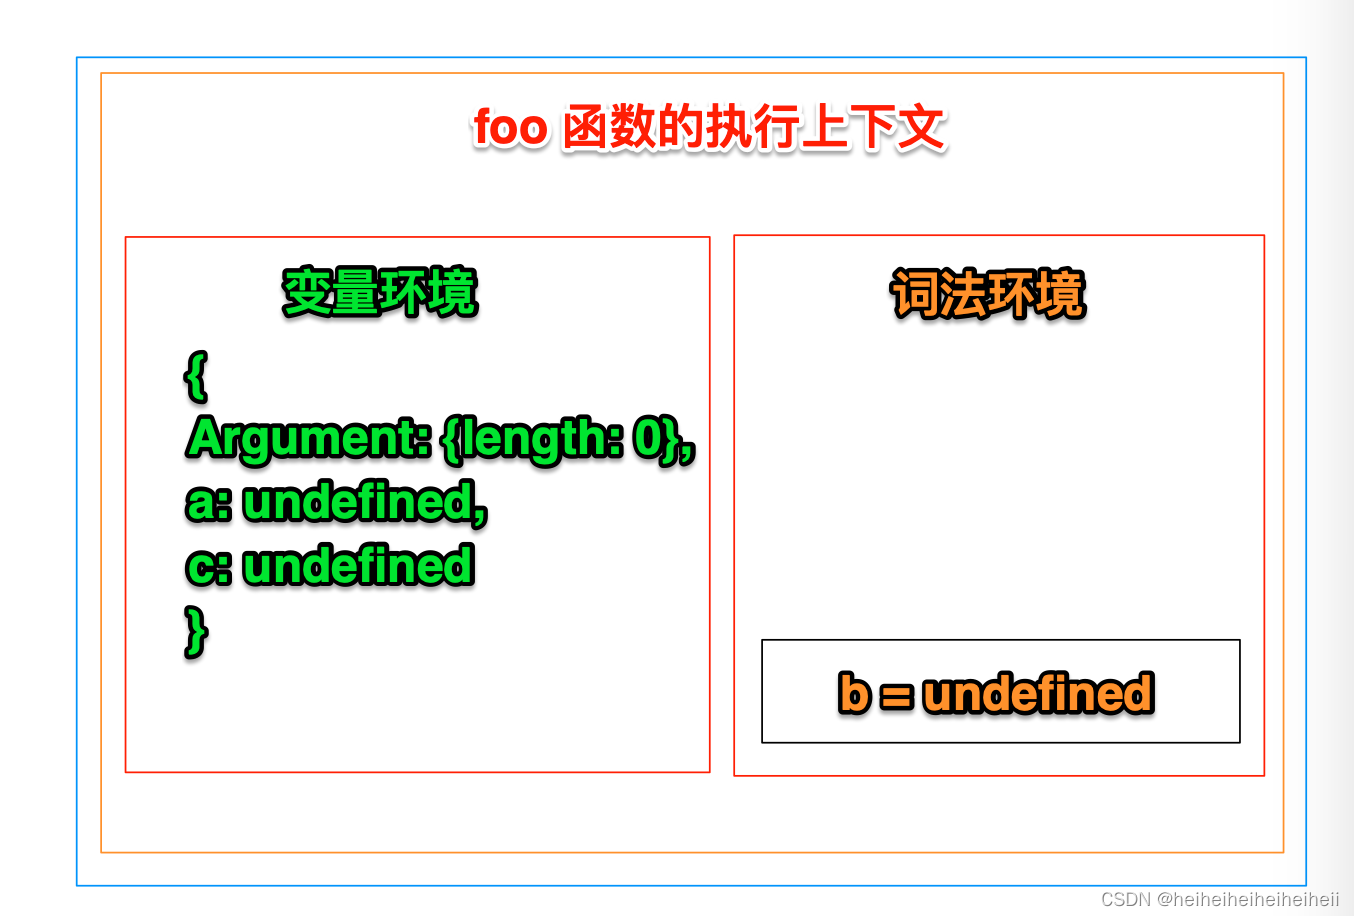 foo 函数的执行上下文
变量环境
{
Argument: {length: 0},
a: undefined,
c: undefined
}
词法环境
b = undefined
CSDN @heiheiheiheiheiheii